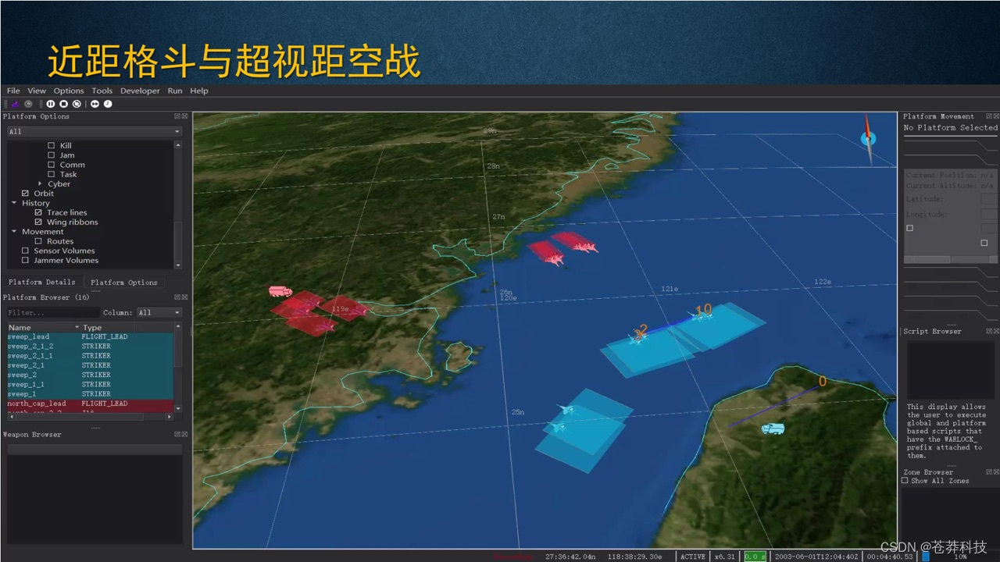 近距格斗与超视距空战
File View Options Tools Developer Run Help
Platform Options
All
Kill
Jam
Comm
Task
Cyber
Orbit
History
Trace lines
Wing ribbons
Movement
Routes
Sensor Volumes
Jammer Volumes
Platform Details Platform Options
Platform Browser (16)
Filter... Column: All
Name Type
sweep_lead FLIGHT_LEAD
sweep_2_1_2 STRIKER
sweep_2_1_1 STRIKER
sweep_2_1 STRIKER
sweep_2 STRIKER
sweep_1_1 STRIKER
sweep_1 STRIKER
north_cap_lead FLIGHT_LEAD
Weapon Browser
29n
28n
27n
26n
120e
119e
121e
122e
25n
2
10
0
Platform Movement
No Platform Selected
Current Position: n/a
Current Altitude: n/a
Latitude:
Longitude:
Script Browser
This display allows
the user to execute
global and platform
based scripts that
have the WARLOCK_
prefix attached to
them.
Zone Browser
Show All Zones
27:36:42.04n 118:38:29.30e ACTIVE x6.31 0.0 s 2003-06-01T12:04:40Z 00:04:40.53 10%
CSDN @苍莽科技